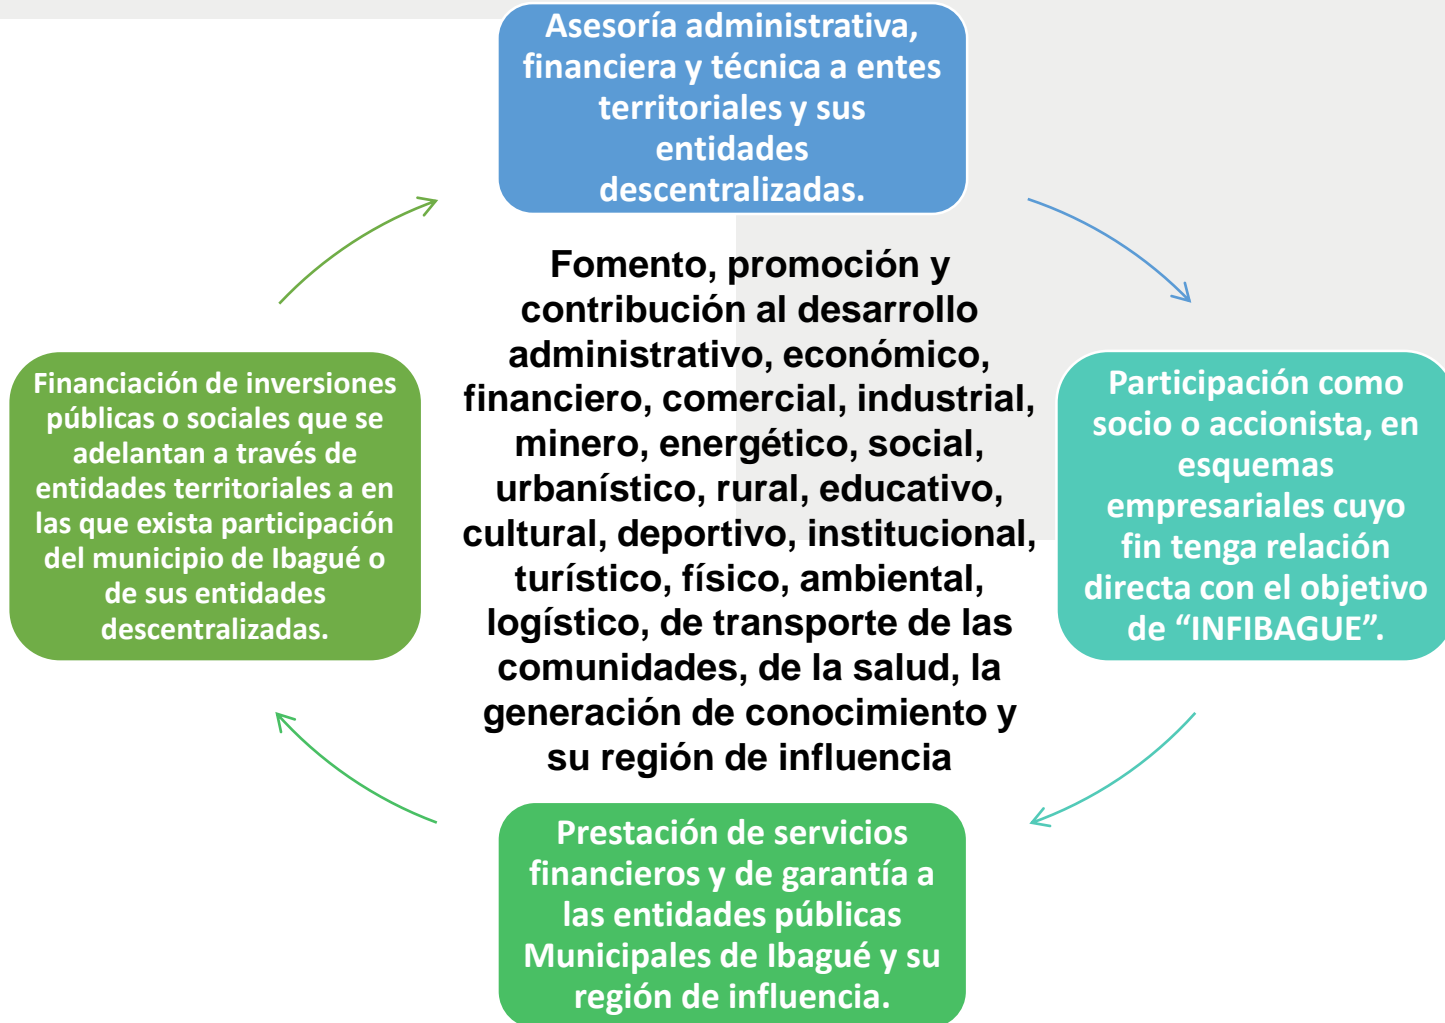 Asesoría administrativa,
financiera y técnica a entes
territoriales y sus
entidades
descentralizadas.
Fomento, promoción y
contribución al desarrollo
administrativo, económico,
financiero, comercial, industrial,
minero, energético, social,
urbanístico, rural, educativo,
cultural, deportivo, institucional,
turístico, físico, ambiental,
logístico, de transporte de las
comunidades, de la salud, la
generación de conocimiento y
su región de influencia
Participación como
socio o accionista, en
esquemas
empresariales cuyo
fin tenga relación
directa con el objetivo
de “INFIBAGUE”.
Prestación de servicios
financieros y de garantía a
las entidades públicas
Municipales de Ibagué y su
región de influencia.
Financiación de inversiones
públicas o sociales que se
adelantan a través de
entidades territoriales a en
las que exista participación
del municipio de Ibagué o
de sus entidades
descentralizadas.